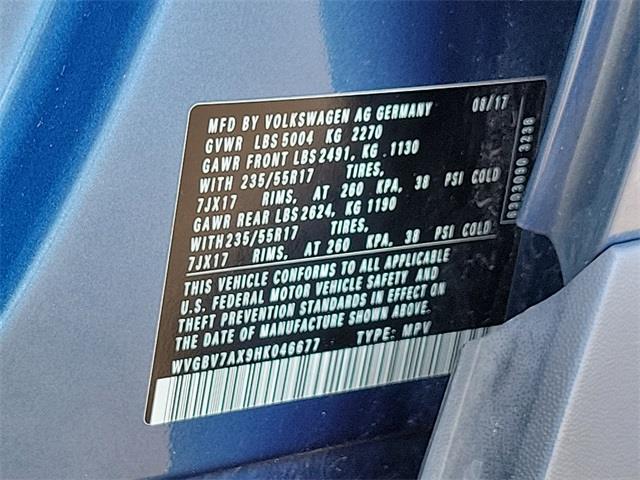 MFD BY VOLKSWAGEN AG GERMANY 08/17
GVWR LBS 5004 KG 2270
GAWR FRONT LBS 2491, KG 1130
WITH 235/55R17 TIRES,
7JX17 RIMS, AT 260 KPA, 38 PSI COLD
GAWR REAR LBS 2624, KG 1190
WITH 235/55R17 TIRES,
7JX17 RIMS, AT 260 KPA, 38 PSI COLD.
THIS VEHICLE CONFORMS TO ALL APPLICABLE
U.S. FEDERAL MOTOR VEHICLE SAFETY AND
THEFT PREVENTION STANDARDS IN EFFECT ON
THE DATE OF MANUFACTURE SHOWN ABOVE.
WVGBV7AX9HK046677 TYPE: MPV
3238